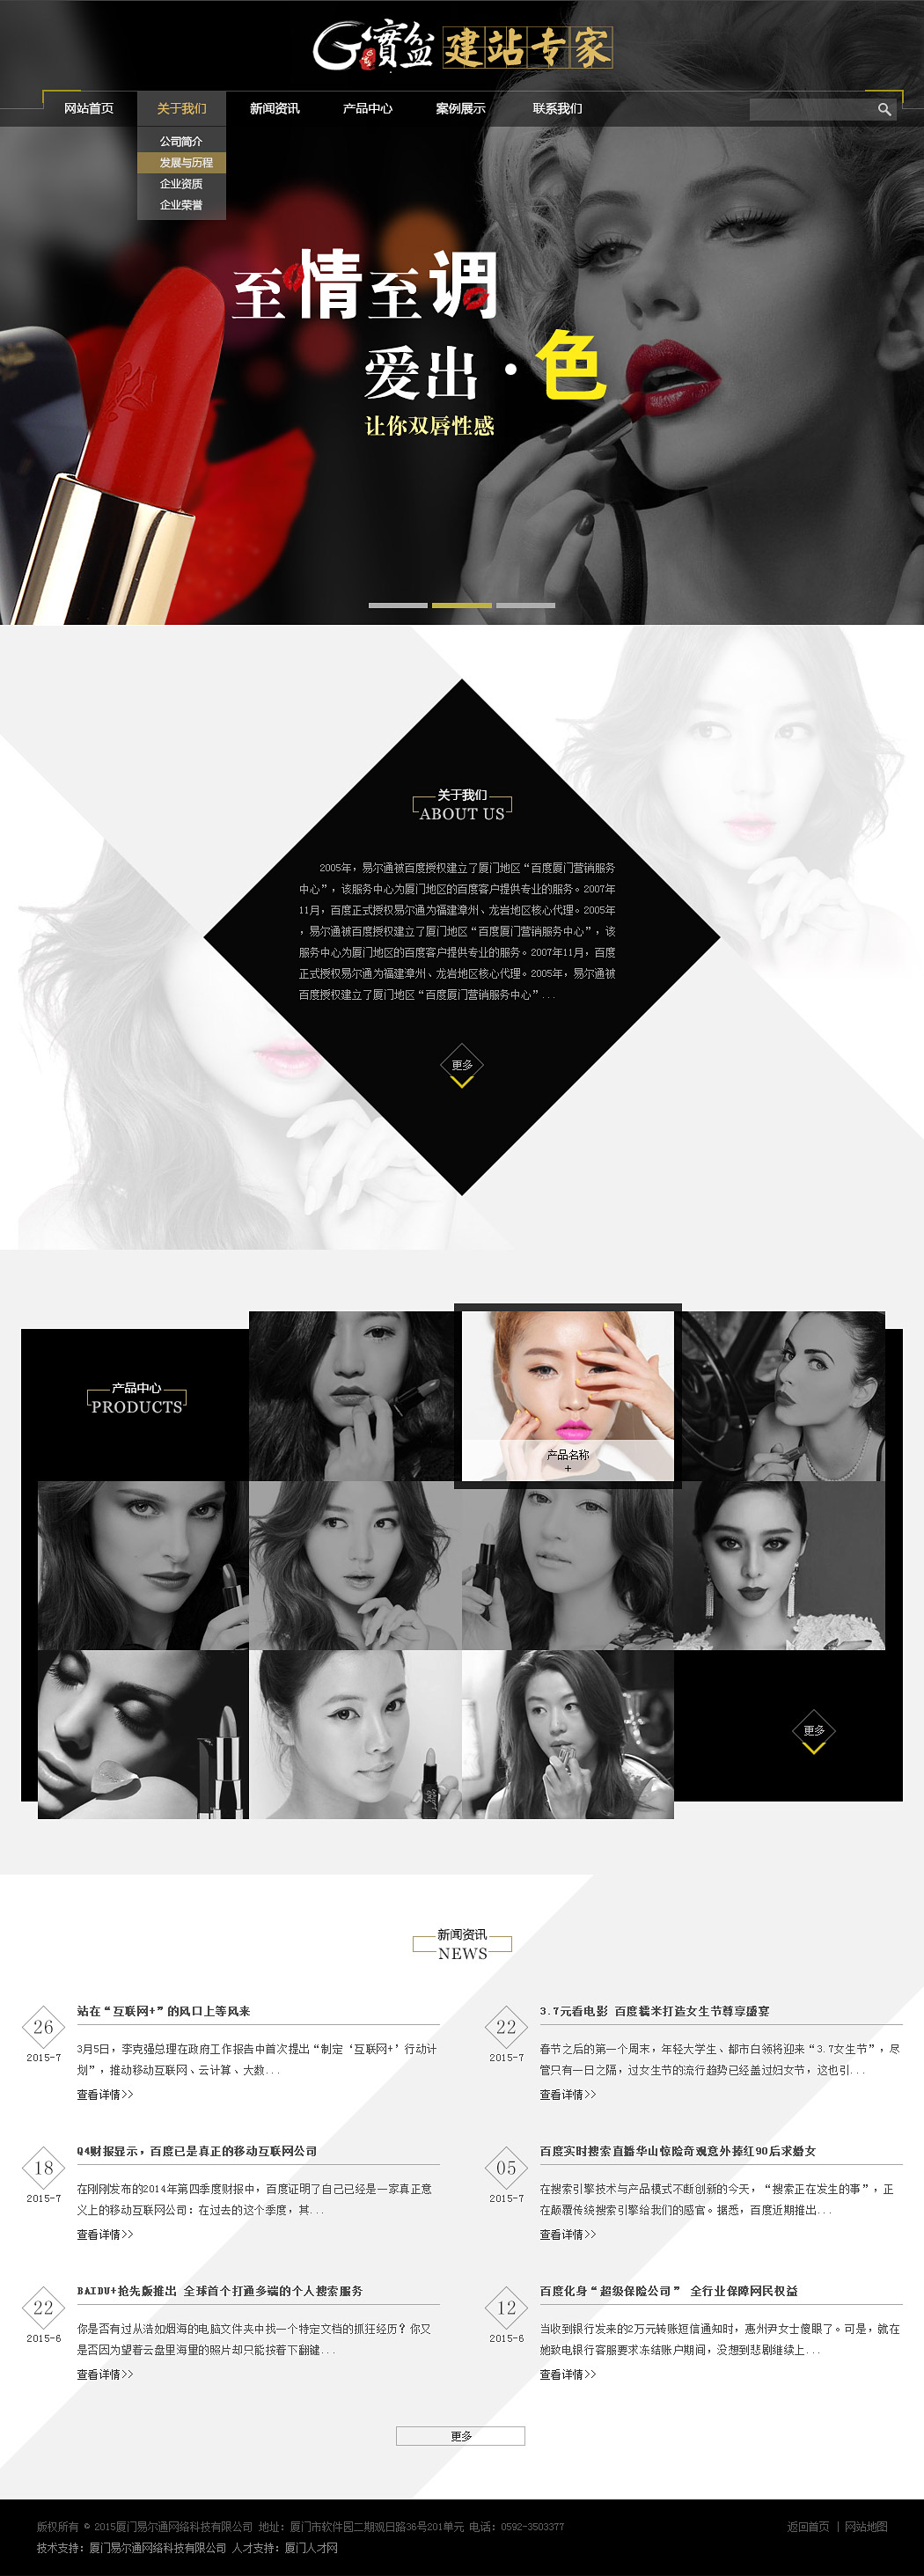 G寶盆 建站专家
网站首页 关于我们 新闻资讯 产品中心 案例展示 联系我们
公司简介
发展与历程
企业资质
企业荣誉
至情至调
爱出·色
让你双唇性感
关于我们
ABOUT US
2005年，易尔通被百度授权建立了厦门地区“百度厦门营销服务
中心”，该服务中心为厦门地区的百度客户提供专业的服务。2007年
11月，百度正式授权易尔通为福建漳州、龙岩地区核心代理。2005年
，易尔通被百度授权建立了厦门地区“百度厦门营销服务中心”，该
服务中心为厦门地区的百度客户提供专业的服务。2007年11月，百度
正式授权易尔通为福建漳州、龙岩地区核心代理。2005年，易尔通被
百度授权建立了厦门地区“百度厦门营销服务中心”...
更多
产品中心
PRODUCTS
产品名称
+
更多
新闻资讯
NEWS
26
2015-7
站在“互联网+”的风口上等风来
3月5日，李克强总理在政府工作报告中首次提出“制定‘互联网+’行动计
划”，推动移动互联网、云计算、大数...
查看详情>>
22
2015-7
3.7元看电影 百度糯米打造女生节尊享盛宴
春节之后的第一个周末，年轻大学生、都市白领将迎来“3.7女生节”，尽
管只有一日之隔，过女生节的流行趋势已经盖过妇女节，这也引...
查看详情>>
18
2015-7
Q4财报显示，百度已是真正的移动互联网公司
在刚刚发布的2014年第四季度财报中，百度证明了自己已经是一家真正意
义上的移动互联网公司：在过去的这个季度，其...
查看详情>>
05
2015-7
百度实时搜索直播华山惊险奇观意外捧红90后求婚女
在搜索引擎技术与产品模式不断创新的今天，“搜索正在发生的事”，正
在颠覆传统搜索引擎给我们的感官。据悉，百度近期推出...
查看详情>>
22
2015-6
BAIDU+抢先版推出 全球首个打通多端的个人搜索服务
你是否有过从浩如烟海的电脑文件夹中找一个特定文档的抓狂经历？你又
是否因为望着云盘里海量的照片却只能按着下翻键...
查看详情>>
12
2015-6
百度化身“超级保险公司” 全行业保障网民权益
当收到银行发来的2万元转账短信通知时，惠州尹女士傻眼了。可是，就在
她致电银行客服要求冻结账户期间，没想到悲剧继续上...
查看详情>>
更多
版权所有 © 2015厦门易尔通网络科技有限公司 地址：厦门市软件园二期观日路36号201单元 电话：0592-3503377
返回首页 | 网站地图
技术支持：厦门易尔通网络科技有限公司 人才支持：厦门人才网